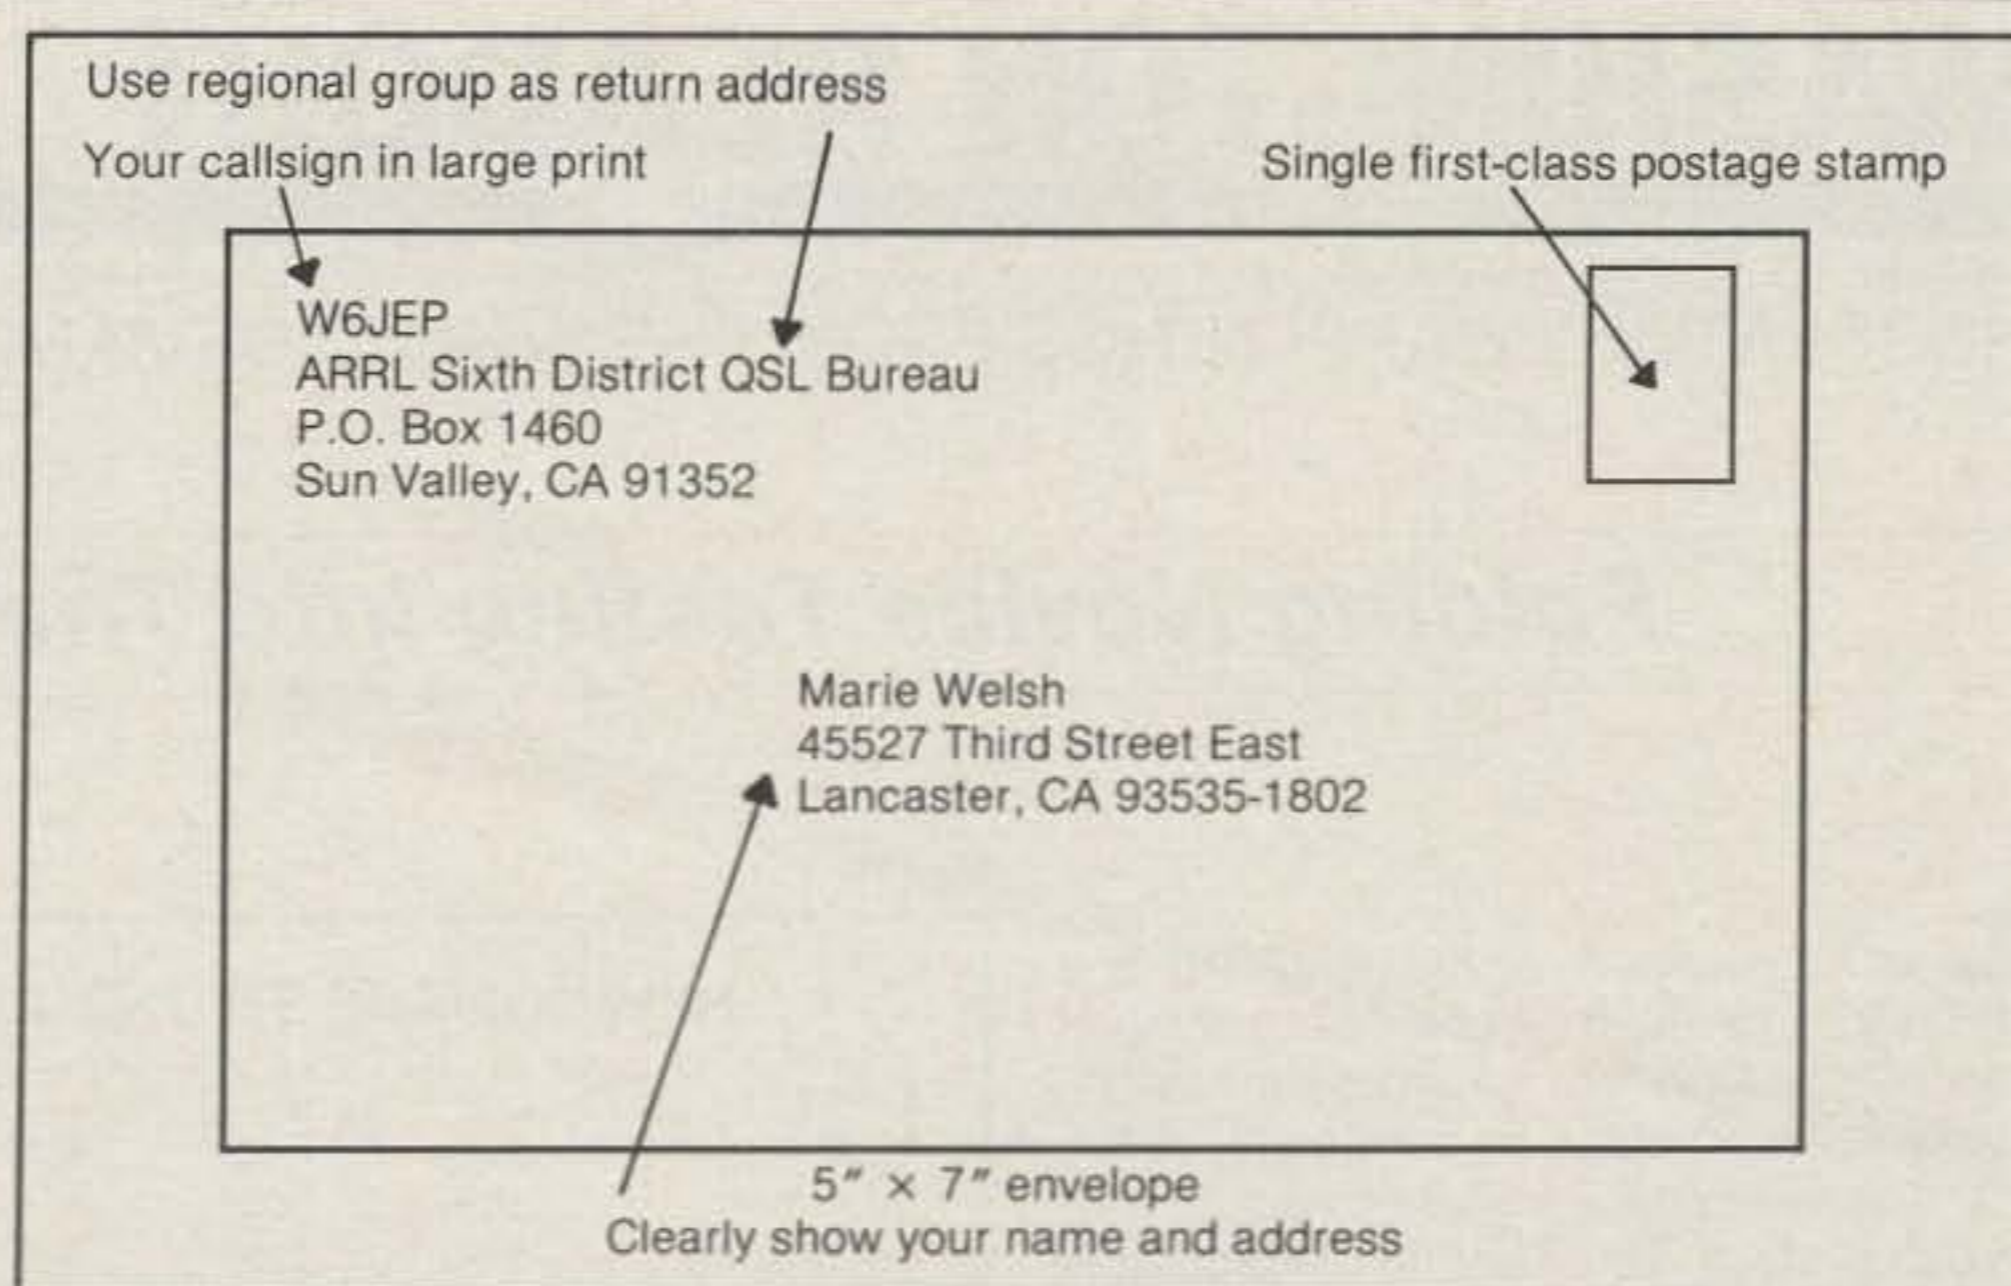 Use regional group as return address
Your callsign in large print
Single first-class postage stamp
W6JEP
ARRL Sixth District QSL Bureau
P.O. Box 1460
Sun Valley, CA 91352
Marie Welsh
45527 Third Street East
Lancaster, CA 93535-1802
5″ × 7″ envelope
Clearly show your name and address